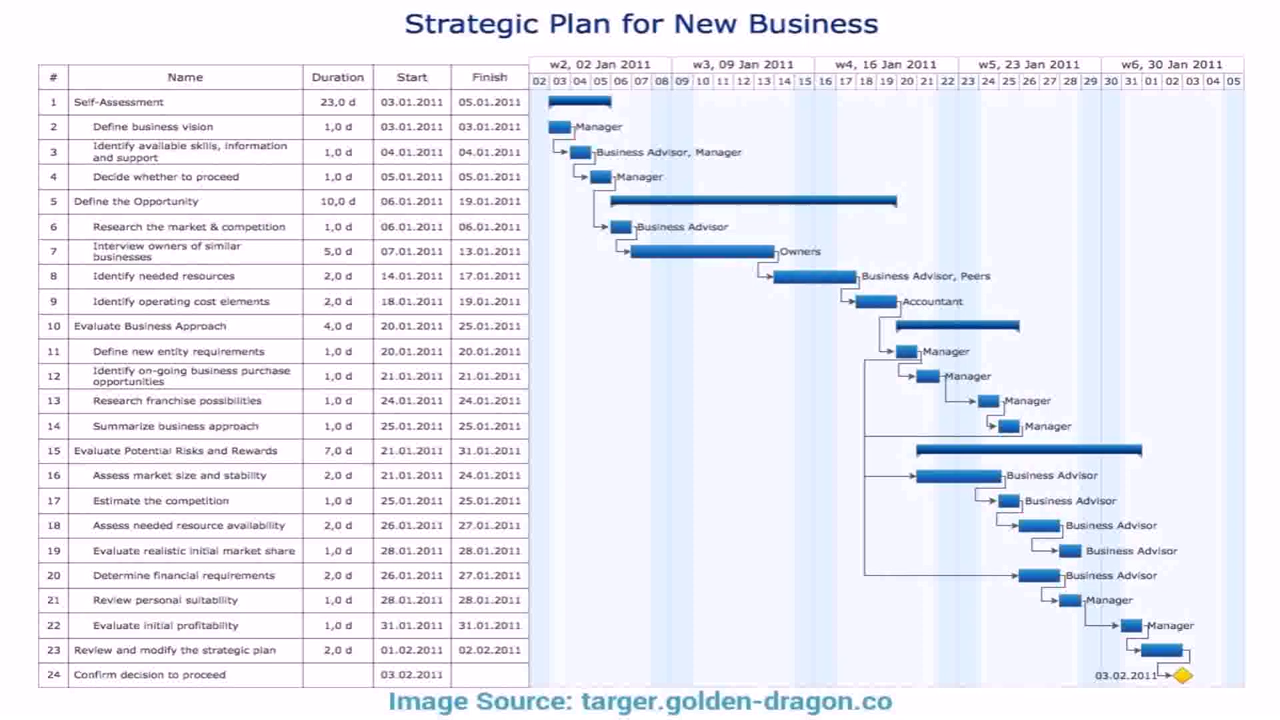 Strategic Plan for New Business
w2, 02 Jan 2011 w3, 09 Jan 2011 w4, 16 Jan 2011 w5, 23 Jan 2011 w6, 30 Jan 2011
# Name Duration Start Finish
02 03 04 05 06 07 08 09 10 11 12 13 14 15 16 17 18 19 20 21 22 23 24 25 26 27 28 29 30 31 01 02 03 04 05
1 Self-Assessment 23,0 d 03.01.2011 05.01.2011
2 Define business vision 1,0 d 03.01.2011 03.01.2011 Manager
3 Identify available skills, information
and support 1,0 d 04.01.2011 04.01.2011 Business Advisor, Manager
4 Decide whether to proceed 1,0 d 05.01.2011 05.01.2011 Manager
5 Define the Opportunity 10,0 d 06.01.2011 19.01.2011
6 Research the market & competition 1,0 d 06.01.2011 06.01.2011 Business Advisor
7 Interview owners of similar
businesses 5,0 d 07.01.2011 13.01.2011 Owners
8 Identify needed resources 2,0 d 14.01.2011 17.01.2011 Business Advisor, Peers
9 Identify operating cost elements 2,0 d 18.01.2011 19.01.2011 Accountant
10 Evaluate Business Approach 4,0 d 20.01.2011 25.01.2011
11 Define new entity requirements 1,0 d 20.01.2011 20.01.2011 Manager
12 Identify on-going business purchase
opportunities 1,0 d 21.01.2011 21.01.2011 Manager
13 Research franchise possibilities 1,0 d 24.01.2011 24.01.2011 Manager
14 Summarize business approach 1,0 d 25.01.2011 25.01.2011 Manager
15 Evaluate Potential Risks and Rewards 7,0 d 21.01.2011 31.01.2011
16 Assess market size and stability 2,0 d 21.01.2011 24.01.2011 Business Advisor
17 Estimate the competition 1,0 d 25.01.2011 25.01.2011 Business Advisor
18 Assess needed resource availability 2,0 d 26.01.2011 27.01.2011 Business Advisor
19 Evaluate realistic initial market share 1,0 d 28.01.2011 28.01.2011 Business Advisor
20 Determine financial requirements 2,0 d 26.01.2011 27.01.2011 Business Advisor
21 Review personal suitability 1,0 d 28.01.2011 28.01.2011 Manager
22 Evaluate initial profitability 1,0 d 31.01.2011 31.01.2011 Manager
23 Review and modify the strategic plan 2,0 d 01.02.2011 02.02.2011
24 Confirm decision to proceed 03.02.2011 03.02.2011
Image Source: targer.golden-dragon.co